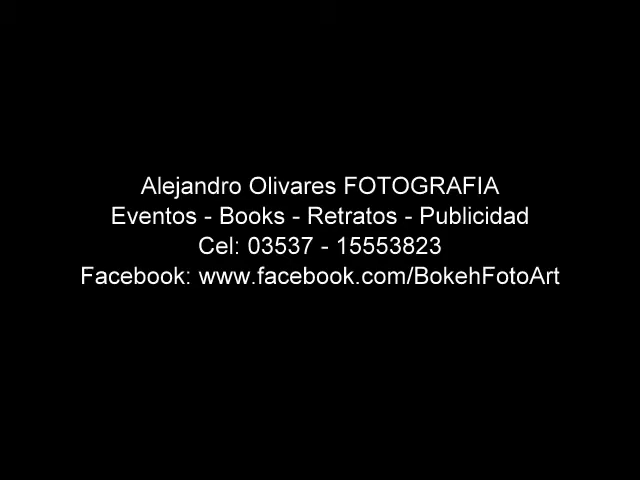 Alejandro Olivares FOTOGRAFIA
Eventos - Books - Retratos - Publicidad
Cel: 03537 - 15553823
Facebook: www.facebook.com/BokehFotoArt